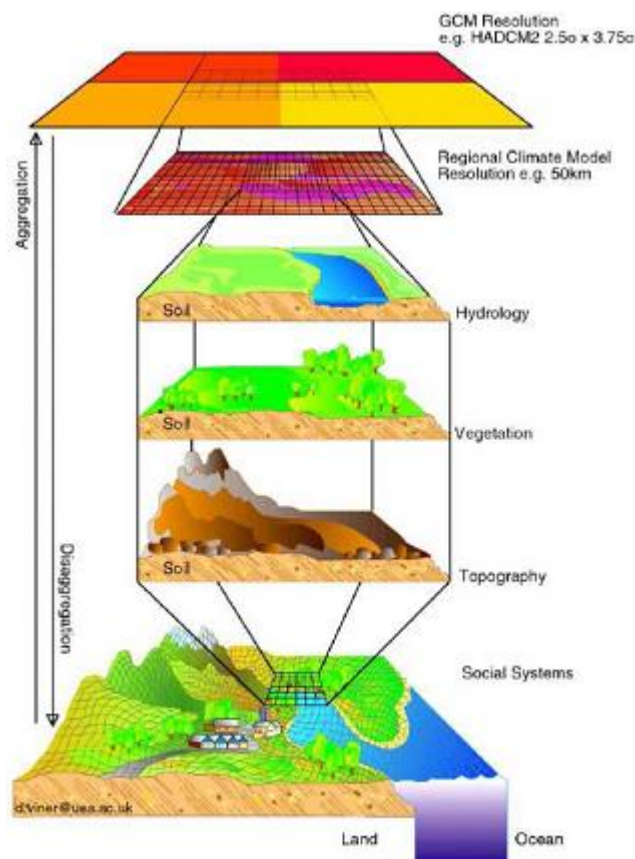 GCM Resolution
e.g. HADCM2 2.5o x 3.75o
Regional Climate Model
Resolution e.g. 50km
Aggregation
Soil
Hydrology
Soil
Vegetation
Soil
Topography
Disaggregation
Social Systems
d.viner@uea.ac.uk
Land
Ocean